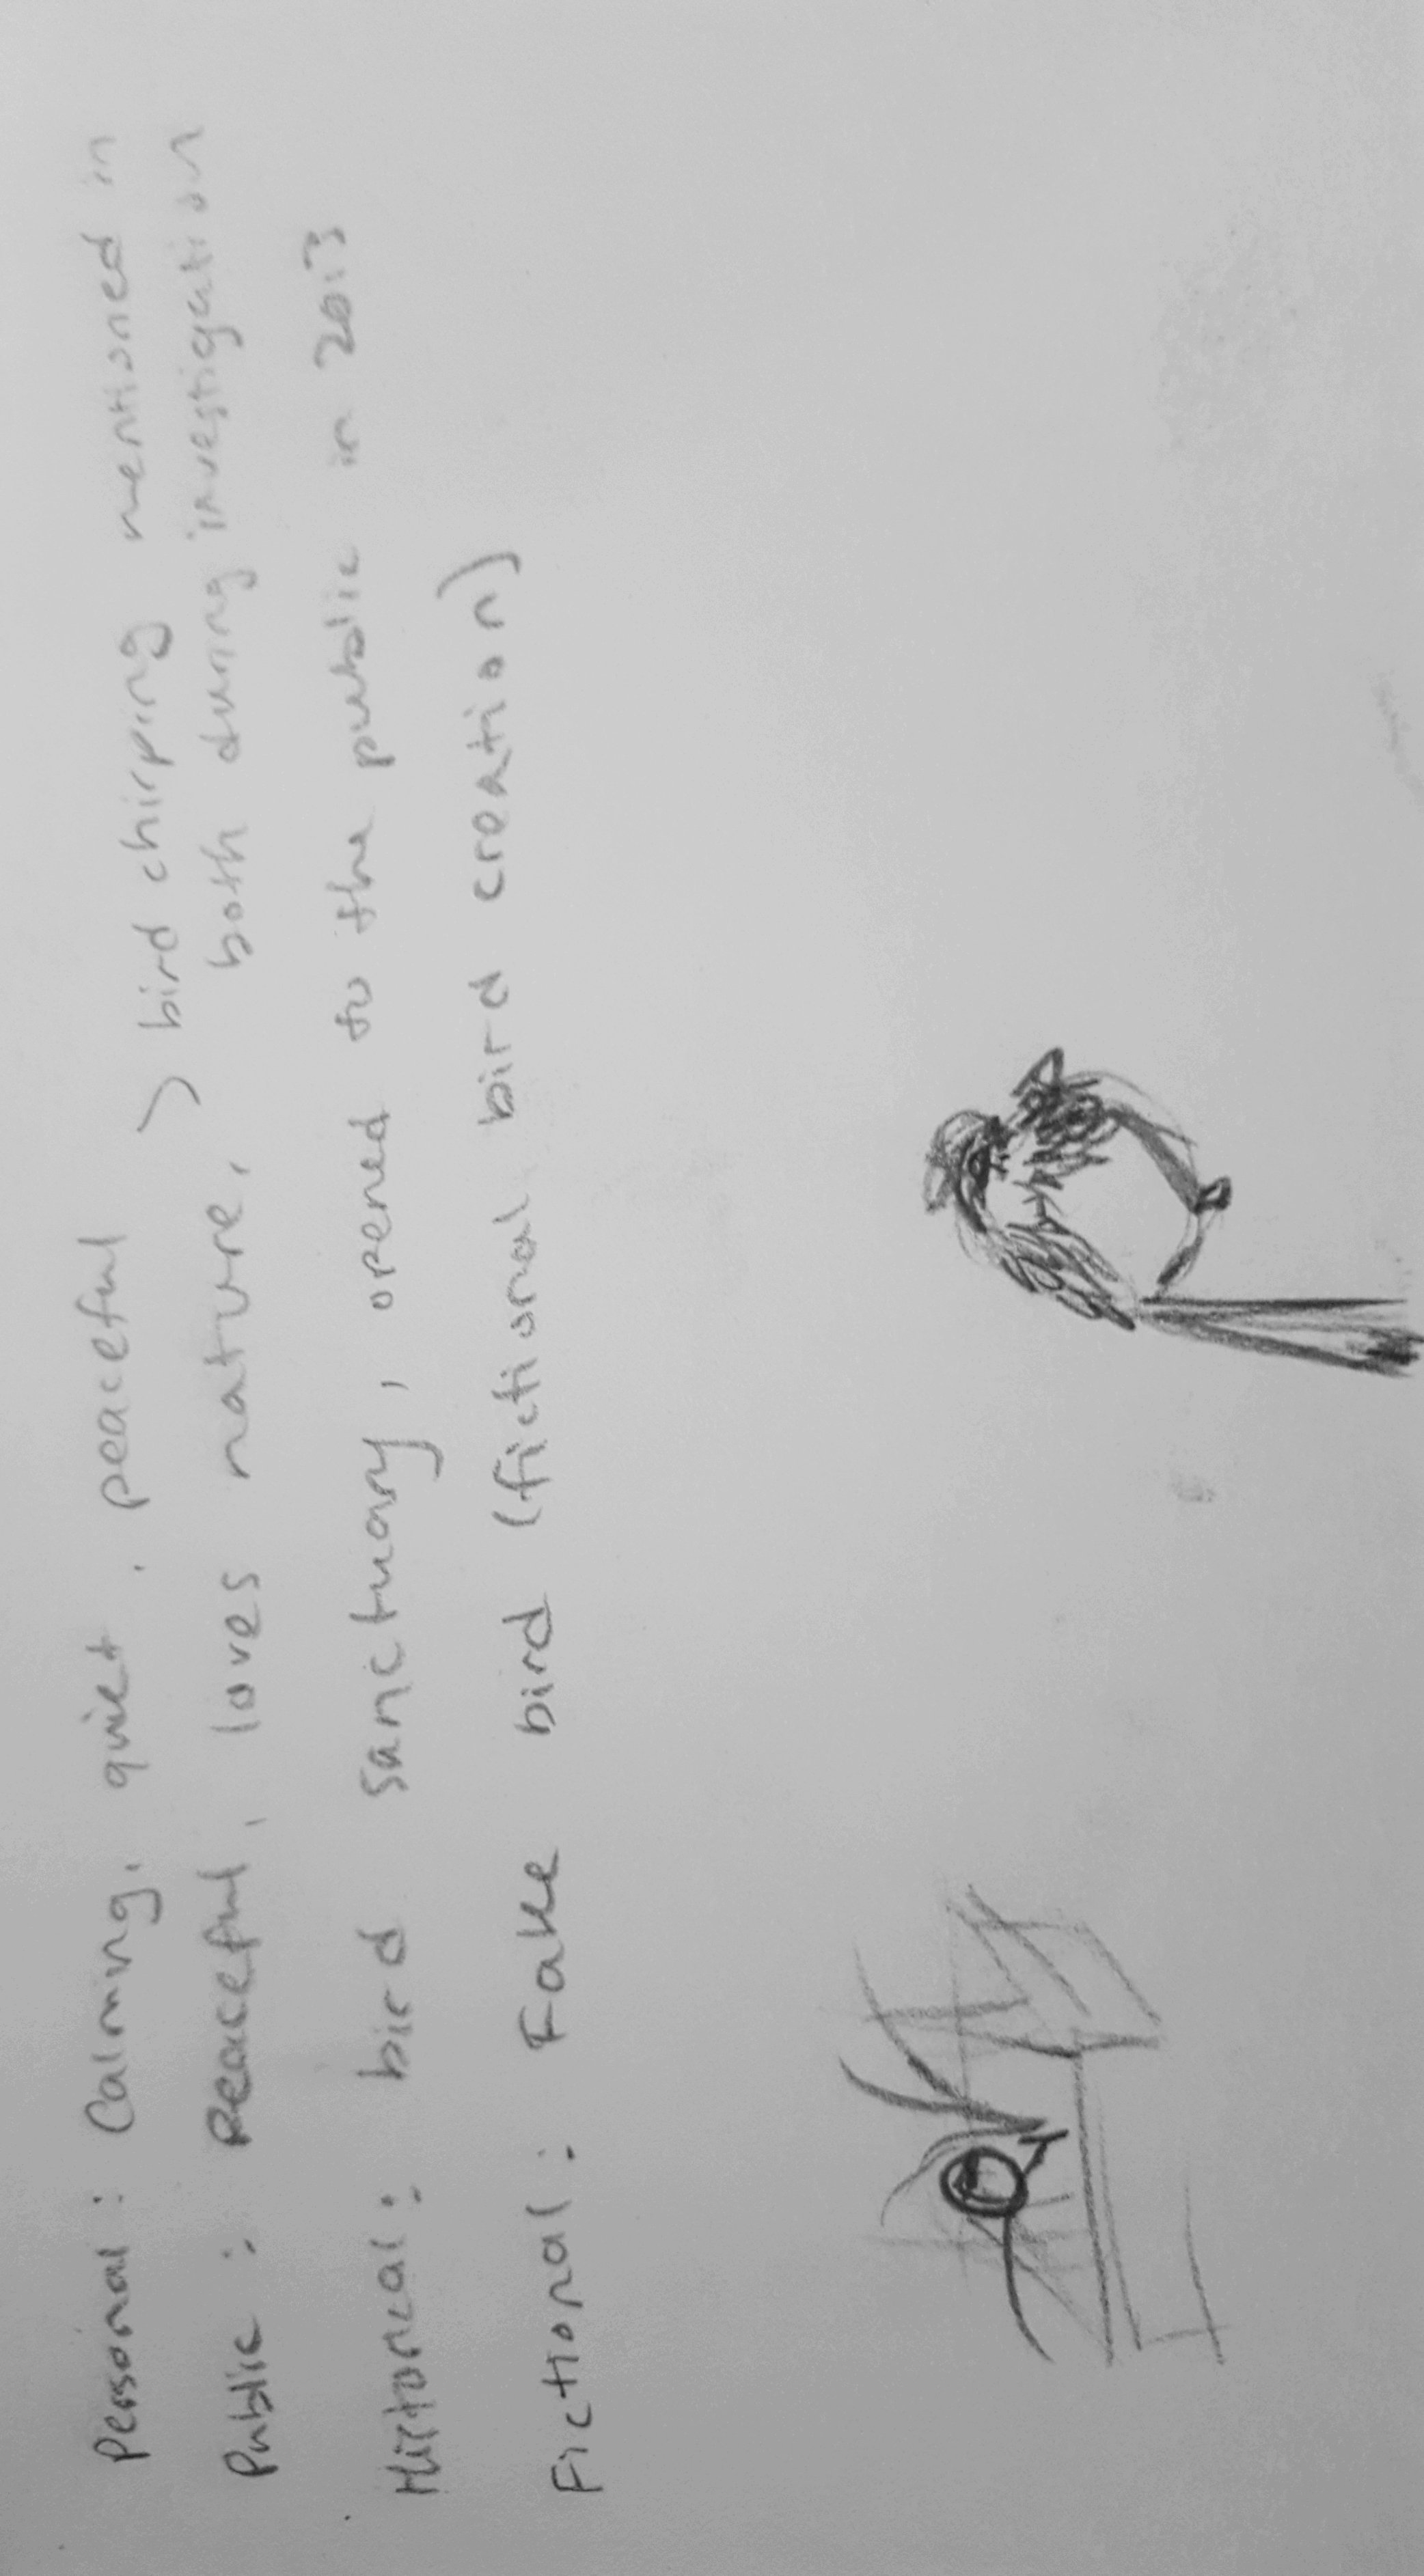 Personal: Calming, quiet, peaceful > bird chirping mentioned in
Public: Peaceful, loves nature, both during investigation
Historical: bird sanctuary, opened to the public in 2013
Fictional: Fake bird (fictional bird creation)